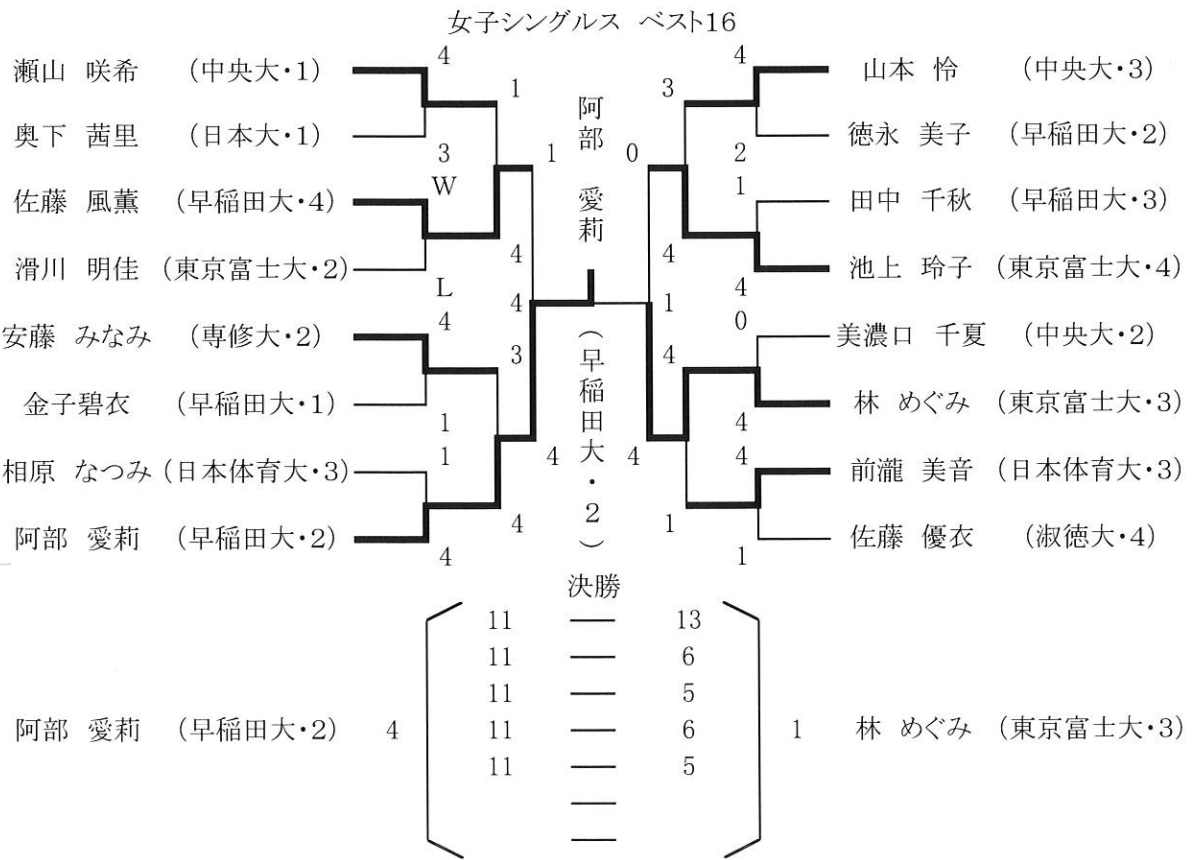 女子シングルス ベスト16
瀬山 咲希 (中央大・1) 4 4 山本 怜 (中央大・3)
1 3
奥下 茜里 (日本大・1) 3 1 0 2 徳永 美子 (早稲田大・2)
W 1
佐藤 風薫 (早稲田大・4) 田中 千秋 (早稲田大・3)
4 4
滑川 明佳 (東京富士大・2) L 4 池上 玲子 (東京富士大・4)
4 1
安藤 みなみ (専修大・2) 4 0 美濃口 千夏 (中央大・2)
3 4
金子碧衣 (早稲田大・1) 1 4 林 めぐみ (東京富士大・3)
相原 なつみ (日本体育大・3) 1 4 4 4 前瀧 美音 (日本体育大・3)
4 1
阿部 愛莉 (早稲田大・2) 4 1 佐藤 優衣 (淑徳大・4)
阿部 愛莉 (早稲田大・2)
決勝
11 — 13
11 — 6
11 — 5
阿部 愛莉 (早稲田大・2) 4 11 — 6 1 林 めぐみ (東京富士大・3)
11 — 5
—
—